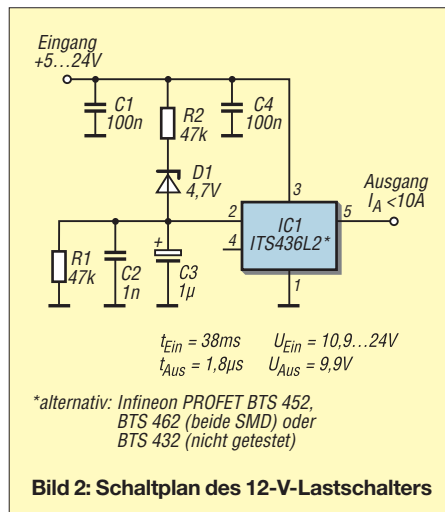 Eingang
+5...24V
C1
100n
R2
47k
C4
100n
D1
4,7V
3
Ausgang
I_A <10A
2
IC1
ITS436L2*
5
4
+
R1
47k
C2
1n
C3
1µ
1
t_Ein = 38ms U_Ein = 10,9...24V
t_Aus = 1,8µs U_Aus = 9,9V
*alternativ: Infineon PROFET BTS 452,
BTS 462 (beide SMD) oder
BTS 432 (nicht getestet)
Bild 2: Schaltplan des 12-V-Lastschalters